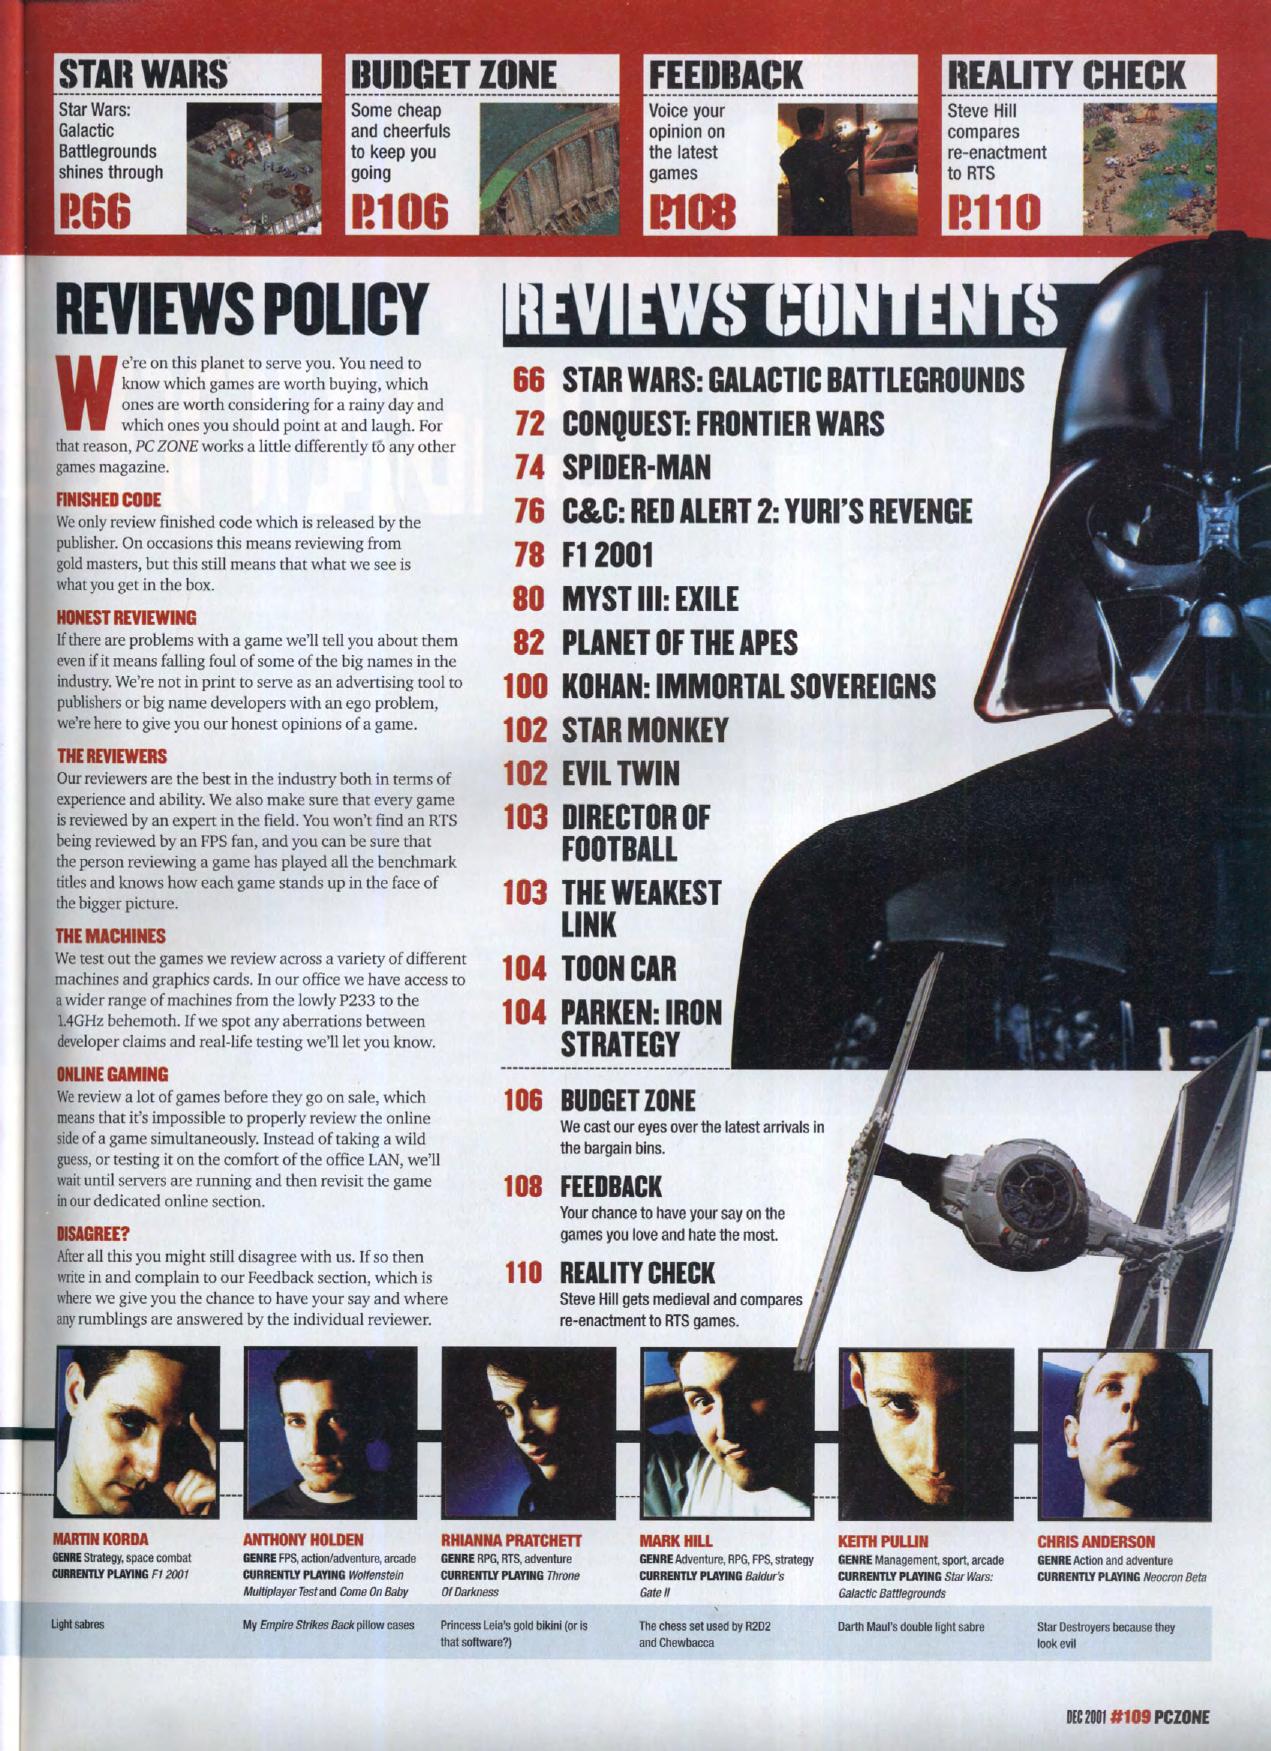 STAR WARS
Star Wars:
Galactic
Battlegrounds
shines through
P.66
BUDGET ZONE
Some cheap
and cheerfuls
to keep you
going
P.106
FEEDBACK
Voice your
opinion on
the latest
games
P.108
REALITY CHECK
Steve Hill
compares
re-enactment
to RTS
P.110
REVIEWS POLICY
We're on this planet to serve you. You need to
know which games are worth buying, which
ones are worth considering for a rainy day and
which ones you should point at and laugh. For
that reason, PC ZONE works a little differently to any other
games magazine.
FINISHED CODE
We only review finished code which is released by the
publisher. On occasions this means reviewing from
gold masters, but this still means that what we see is
what you get in the box.
HONEST REVIEWING
If there are problems with a game we'll tell you about them
even if it means falling foul of some of the big names in the
industry. We're not in print to serve as an advertising tool to
publishers or big name developers with an ego problem,
we're here to give you our honest opinions of a game.
THE REVIEWERS
Our reviewers are the best in the industry both in terms of
experience and ability. We also make sure that every game
is reviewed by an expert in the field. You won't find an RTS
being reviewed by an FPS fan, and you can be sure that
the person reviewing a game has played all the benchmark
titles and knows how each game stands up in the face of
the bigger picture.
THE MACHINES
We test out the games we review across a variety of different
machines and graphics cards. In our office we have access to
a wider range of machines from the lowly P233 to the
1.4GHz behemoth. If we spot any aberrations between
developer claims and real-life testing we'll let you know.
ONLINE GAMING
We review a lot of games before they go on sale, which
means that it's impossible to properly review the online
side of a game simultaneously. Instead of taking a wild
guess, or testing it on the comfort of the office LAN, we'll
wait until servers are running and then revisit the game
in our dedicated online section.
DISAGREE?
After all this you might still disagree with us. If so then
write in and complain to our Feedback section, which is
where we give you the chance to have your say and where
any rumblings are answered by the individual reviewer.
REVIEWS CONTENTS
66 STAR WARS: GALACTIC BATTLEGROUNDS
72 CONQUEST: FRONTIER WARS
74 SPIDER-MAN
76 C&C: RED ALERT 2: YURI'S REVENGE
78 F1 2001
80 MYST III: EXILE
82 PLANET OF THE APES
100 KOHAN: IMMORTAL SOVEREIGNS
102 STAR MONKEY
102 EVIL TWIN
103 DIRECTOR OF
FOOTBALL
103 THE WEAKEST
LINK
104 TOON CAR
104 PARKEN: IRON
STRATEGY
106 BUDGET ZONE
We cast our eyes over the latest arrivals in
the bargain bins.
108 FEEDBACK
Your chance to have your say on the
games you love and hate the most.
110 REALITY CHECK
Steve Hill gets medieval and compares
re-enactment to RTS games.
MARTIN KORDA
GENRE Strategy, space combat
CURRENTLY PLAYING F1 2001
Light sabres
ANTHONY HOLDEN
GENRE FPS, action/adventure, arcade
CURRENTLY PLAYING Wolfenstein
Multiplayer Test and Come On Baby
My Empire Strikes Back pillow cases
RHIANNA PRATCHETT
GENRE RPG, RTS, adventure
CURRENTLY PLAYING Throne
Of Darkness
Princess Leia's gold bikini (or is
that software?)
MARK HILL
GENRE Adventure, RPG, FPS, strategy
CURRENTLY PLAYING Baldur's
Gate II
The chess set used by R2D2
and Chewbacca
KEITH PULLIN
GENRE Management, sport, arcade
CURRENTLY PLAYING Star Wars:
Galactic Battlegrounds
Darth Maul's double light sabre
CHRIS ANDERSON
GENRE Action and adventure
CURRENTLY PLAYING Neocron Beta
Star Destroyers because they
look evil
DEC 2001 #109 PCZONE